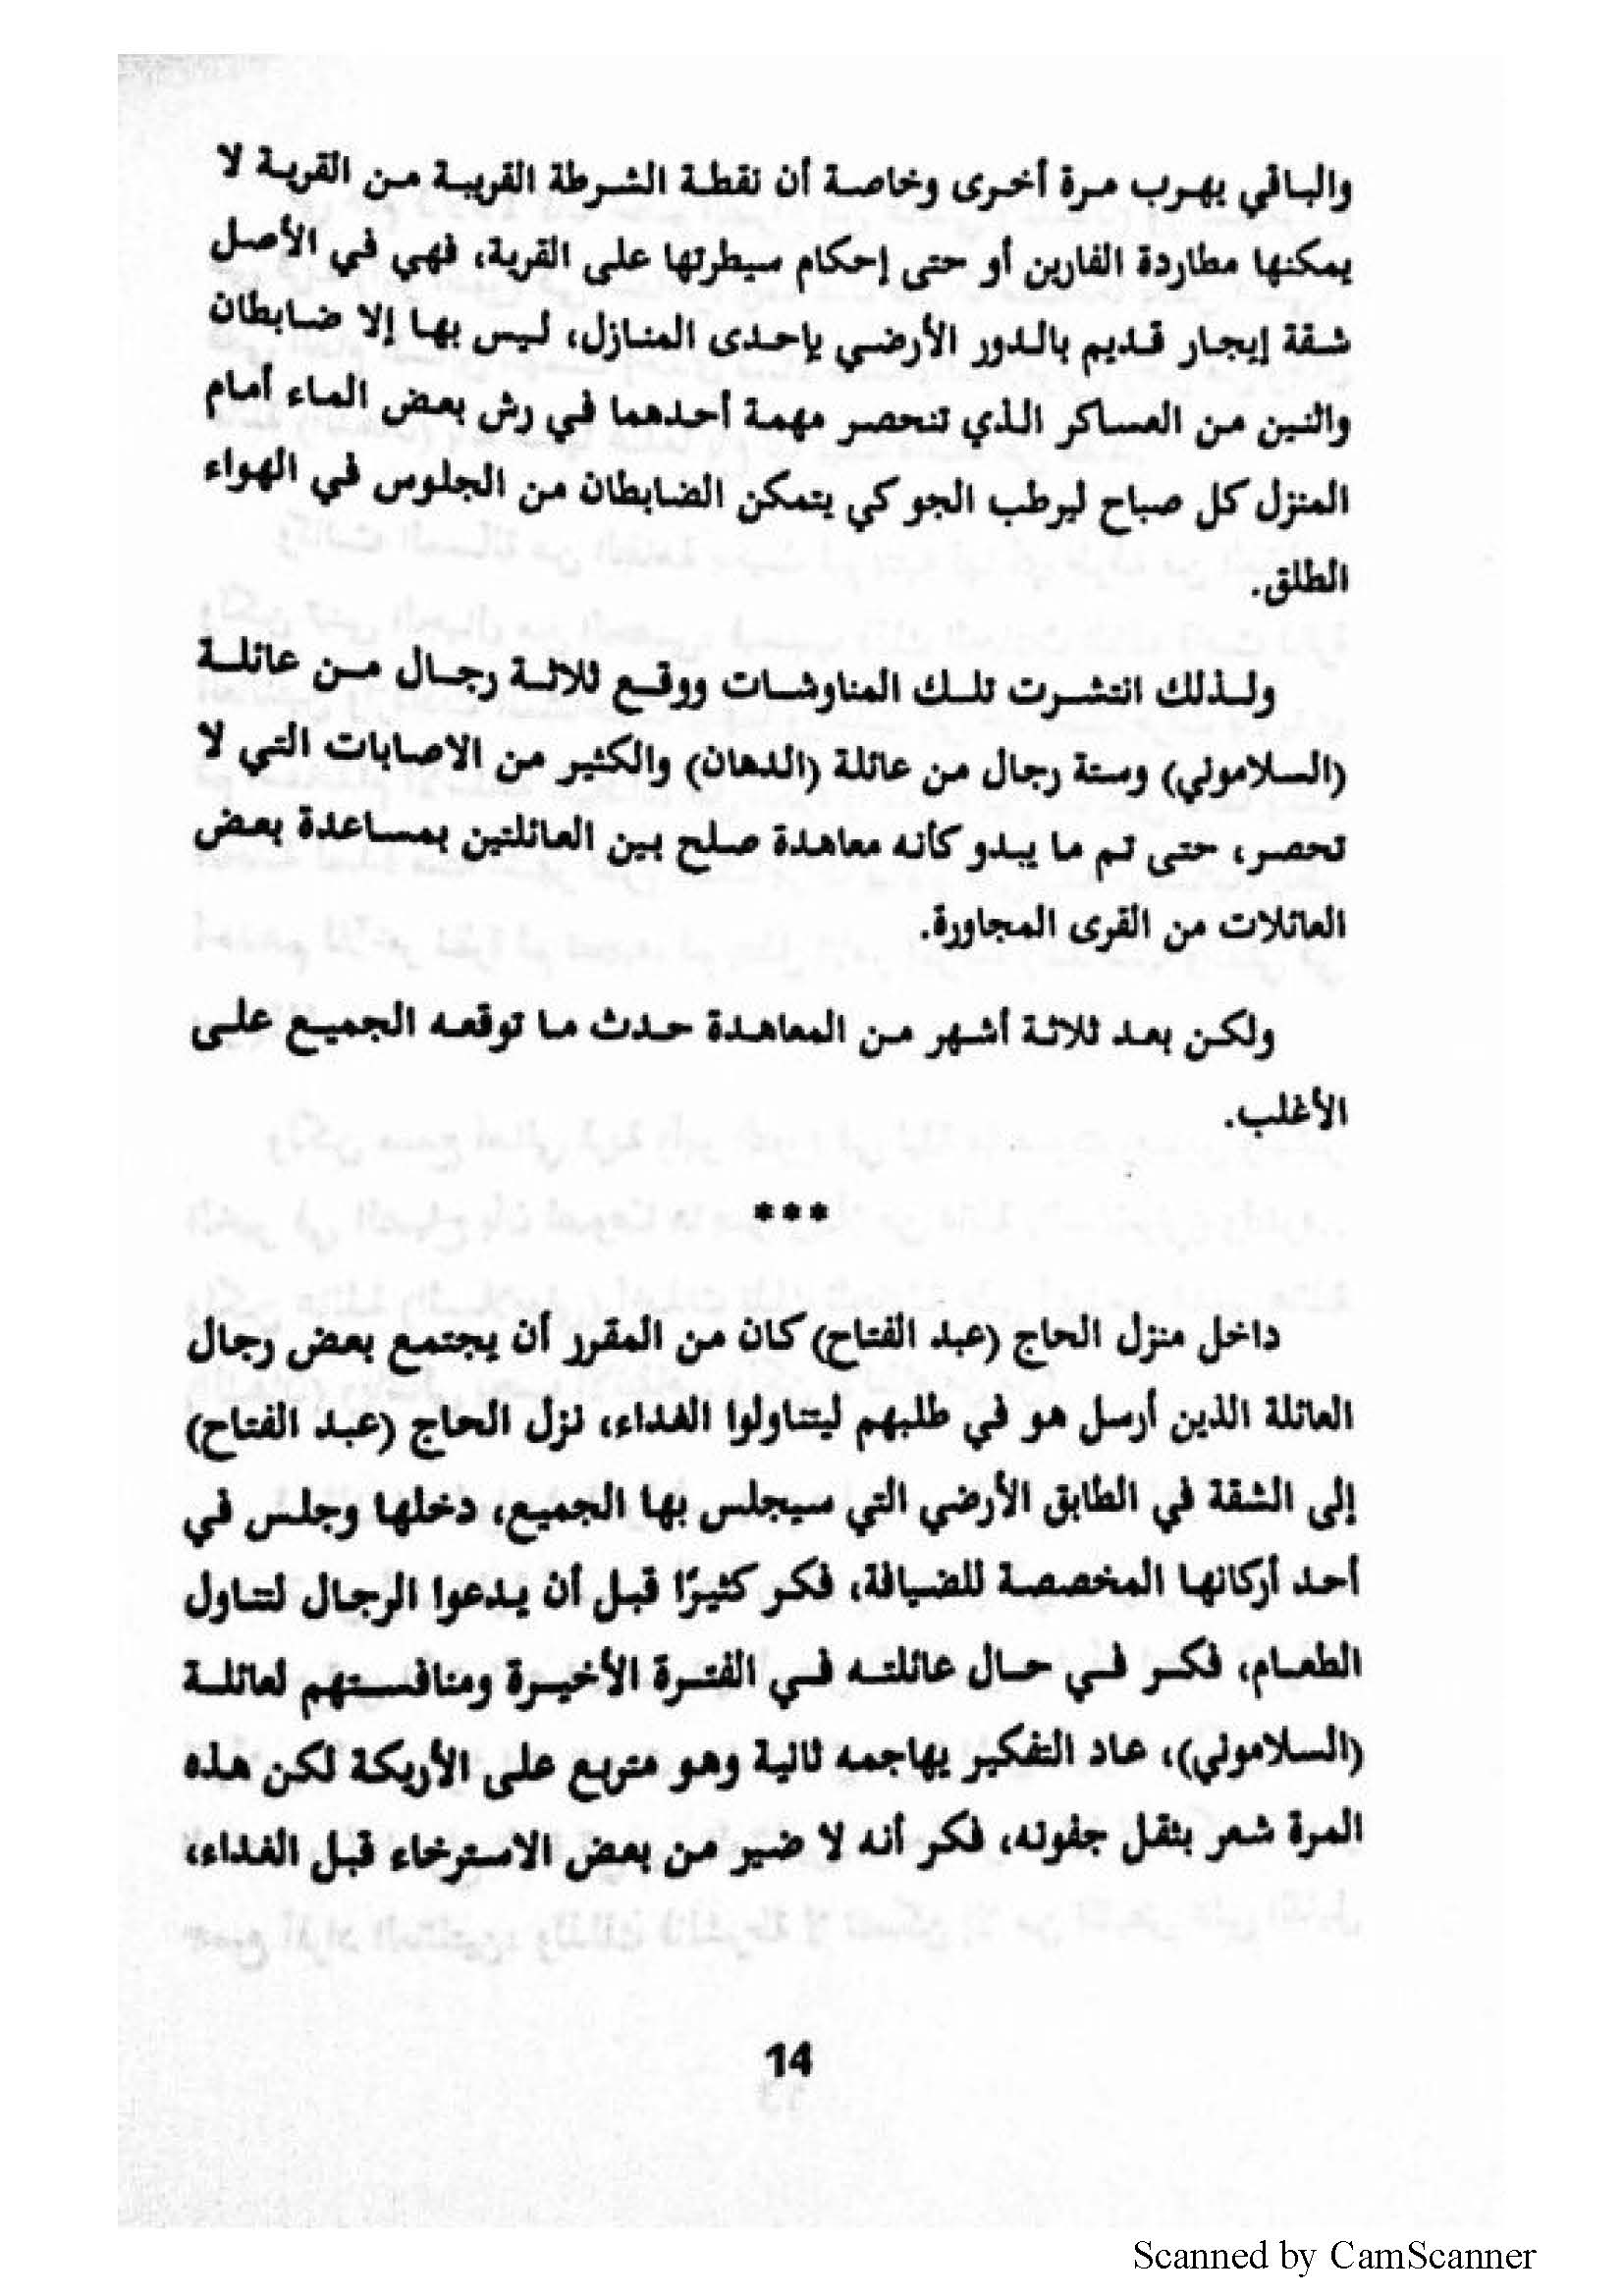 والباقي يهرب مرة أخرى وخاصة أن نقطة الشرطة القريبة من القرية لا
يمكنها مطاردة الفارين أو حتى إحكام سيطرتها على القرية، فهي في الأصل
شقة إيجار قديم بالدور الأرضي بإحدى المنازل، ليس بها إلا ضابطان
واثنين من العساكر الذي تنحصر مهمة أحدهما في رش بعض الماء أمام
المنزل كل صباح ليرطب الجو كي يتمكن الضابطان من الجلوس في الهواء
الطلق.
ولذلك انتشرت تلك المناوشات ووقع ثلاثة رجال من عائلة
(السلاموني) وستة رجال من عائلة (الدهان) والكثير من الاصابات التي لا
تحصر، حتى تم ما يبدو كأنه معاهدة صلح بين العائلتين بمساعدة بعض
العائلات من القرى المجاورة.
ولكن بعد ثلاثة أشهر من المعاهدة حدث ما توقعه الجميع على
الأغلب.
***
داخل منزل الحاج (عبد الفتاح) كان من المقرر أن يجتمع بعض رجال
العائلة الذين أرسل هو في طلبهم ليتناولوا الغداء، نزل الحاج (عبد الفتاح)
إلى الشقة في الطابق الأرضي التي سيجلس بها الجميع، دخلها وجلس في
أحد أركانها المخصصة للضيافة، فكر كثيرًا قبل أن يدعوا الرجال لتناول
الطعام، فكر في حال عائلته في الفترة الأخيرة ومنافستهم لعائلة
(السلاموني)، عاد التفكير يهاجمه ثانية وهو متربع على الأريكة لكن هذه
المرة شعر بثقل جفونه، فكر أنه لا ضير من بعض الاسترخاء قبل الغداء،
14
Scanned by CamScanner